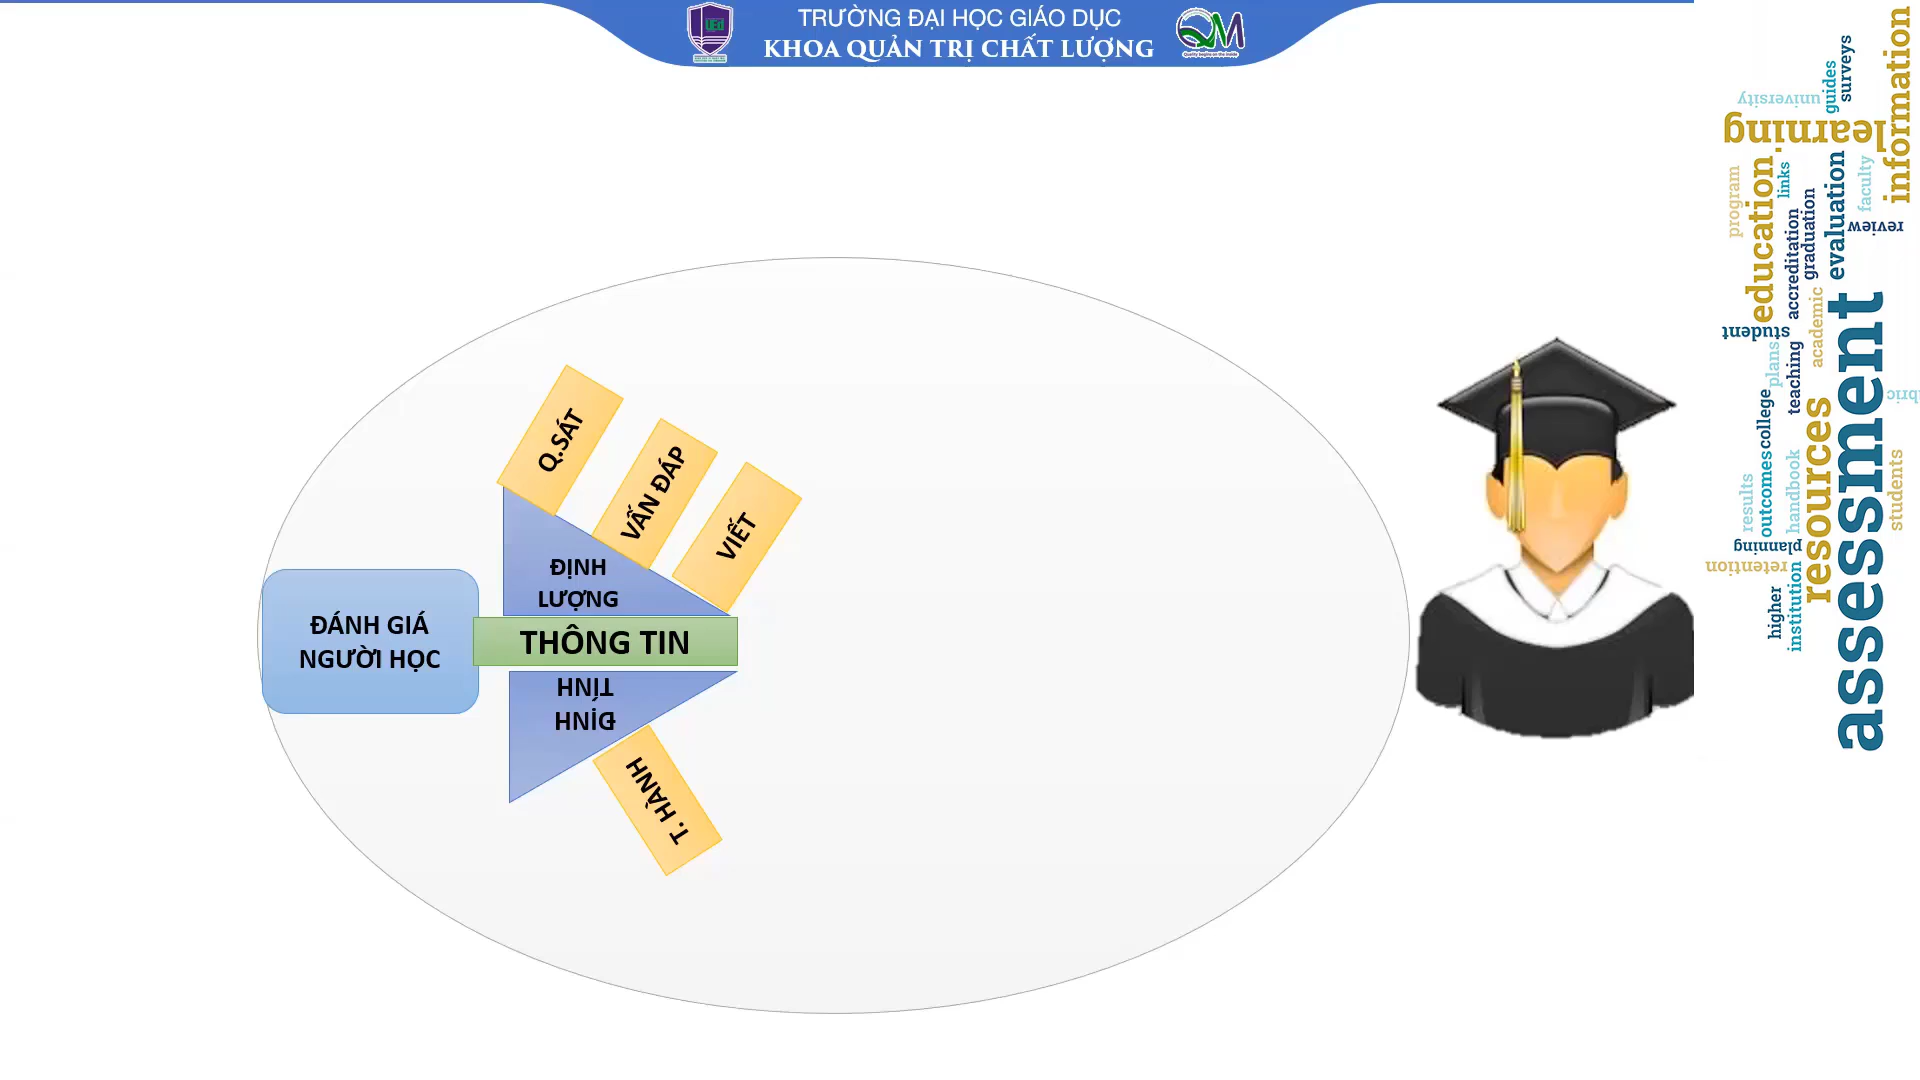 TRƯỜNG ĐẠI HỌC GIÁO DỤC
KHOA QUẢN TRỊ CHẤT LƯỢNG
UEd
QM
Q.SÁT
VẤN ĐÁP
VIẾT
ĐỊNH
LƯỢNG
ĐÁNH GIÁ
NGƯỜI HỌC
THÔNG TIN
ĐỊNH
TÍNH
T. HÀNH
information
surveys
guides
university
learning
links
program
education
faculty
evaluation
review
graduation
accreditation
academic
student
plans
teaching
assessment
college
resources
students
handbook
outcomes
results
planning
retention
institution
higher